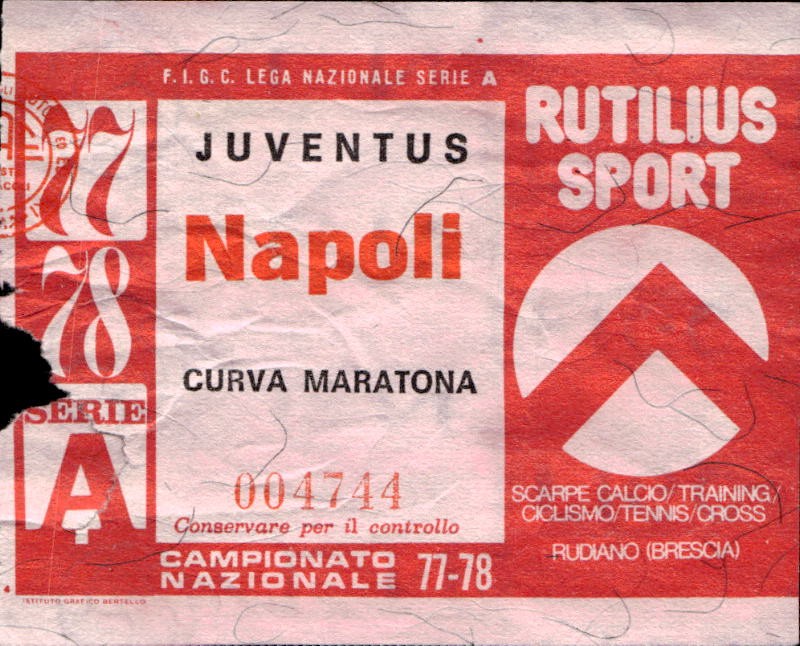 F.I.G.C. LEGA NAZIONALE SERIE A
77
78
SERIE
A
JUVENTUS
Napoli
CURVA MARATONA
004744
Conservare per il controllo
CAMPIONATO
NAZIONALE 77-78
RUTILIUS
SPORT
SCARPE CALCIO/TRAINING/
CICLISMO/TENNIS/CROSS
RUDIANO (BRESCIA)
4
ISTITUTO GRAFICO BERTELLO